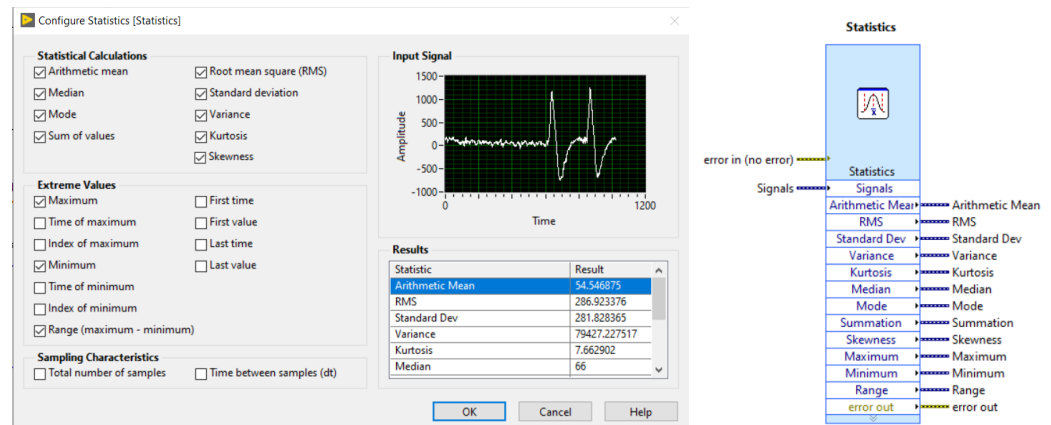 Configure Statistics [Statistics]
Statistical Calculations
Arithmetic mean
Root mean square (RMS)
Median
Standard deviation
Mode
Variance
Sum of values
Kurtosis
Skewness
Extreme Values
Maximum
First time
Time of maximum
First value
Index of maximum
Last time
Minimum
Last value
Time of minimum
Index of minimum
Range (maximum - minimum)
Sampling Characteristics
Total number of samples
Time between samples (dt)
Input Signal
1500
1000
500
0
-500
-1000
Amplitude
0
1200
Time
Results
Statistic Result
Arithmetic Mean 54.546875
RMS 286.923376
Standard Dev 281.828365
Variance 79427.227517
Kurtosis 7.662902
Median 66
OK
Cancel
Help
Statistics
x
error in (no error)
Statistics
Signals Signals
Arithmetic Mear Arithmetic Mean
RMS RMS
Standard Dev Standard Dev
Variance Variance
Kurtosis Kurtosis
Median Median
Mode Mode
Summation Summation
Skewness Skewness
Maximum Maximum
Minimum Minimum
Range Range
error out error out